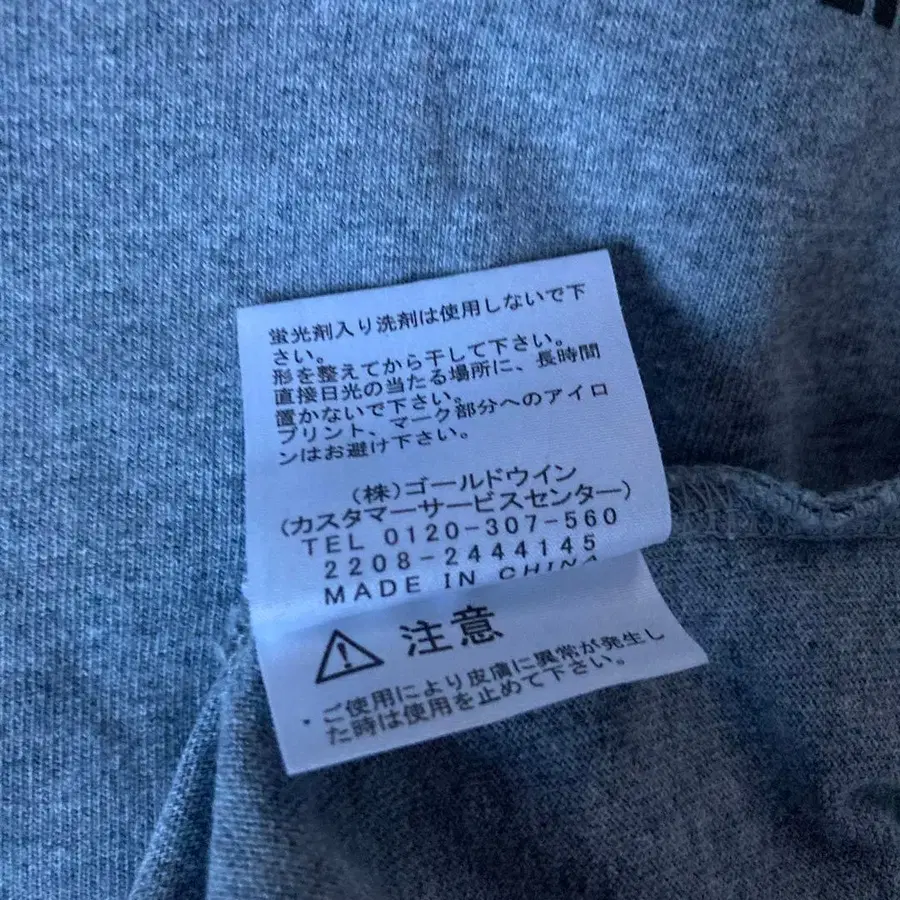 蛍光剤入り洗剤は使用しないで下
さい。
形を整えてから干して下さい。
直接日光の当たる場所に、長時間
置かないで下さい。
プリント、マーク部分へのアイロ
ンはお避け下さい。
(株)ゴールドウイン
(カスタマーサービスセンター)
TEL 0120-307-560
2208-2444145
MADE IN CHINA
注意
・ご使用により皮膚に異常が発生し
た時は使用を止めて下さい。